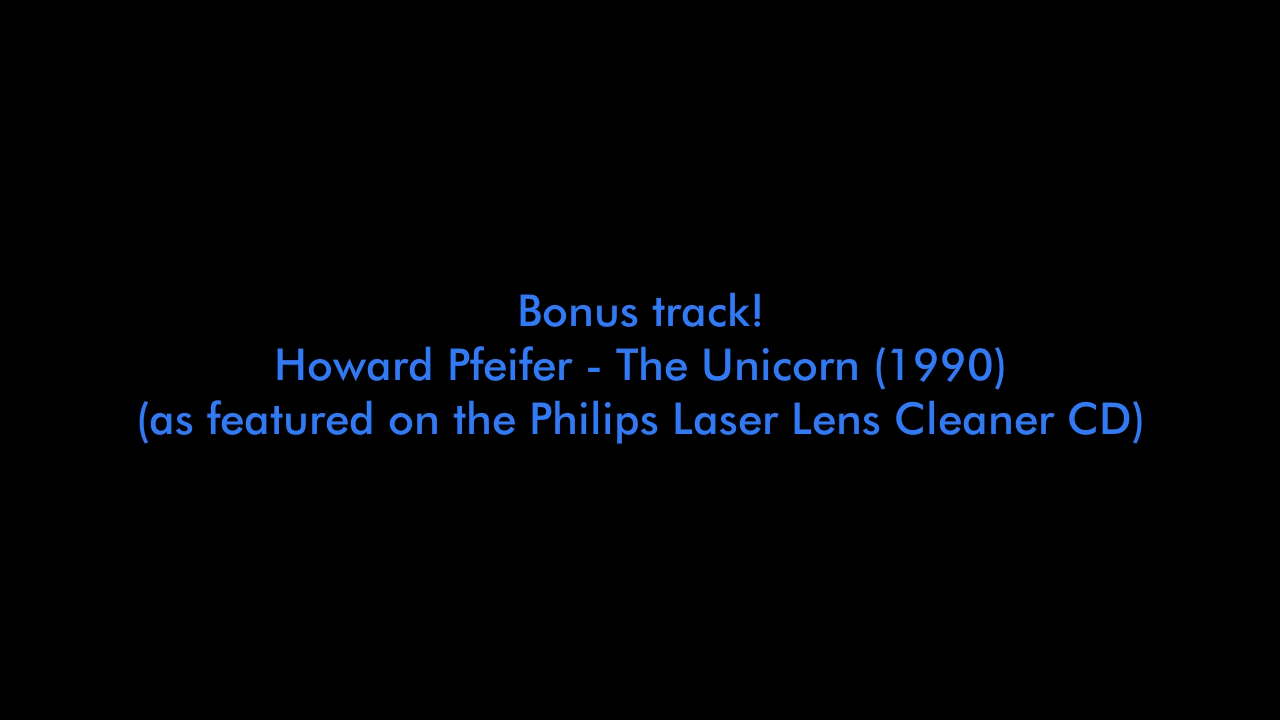 Bonus track!
Howard Pfeifer - The Unicorn (1990)
(as featured on the Philips Laser Lens Cleaner CD)